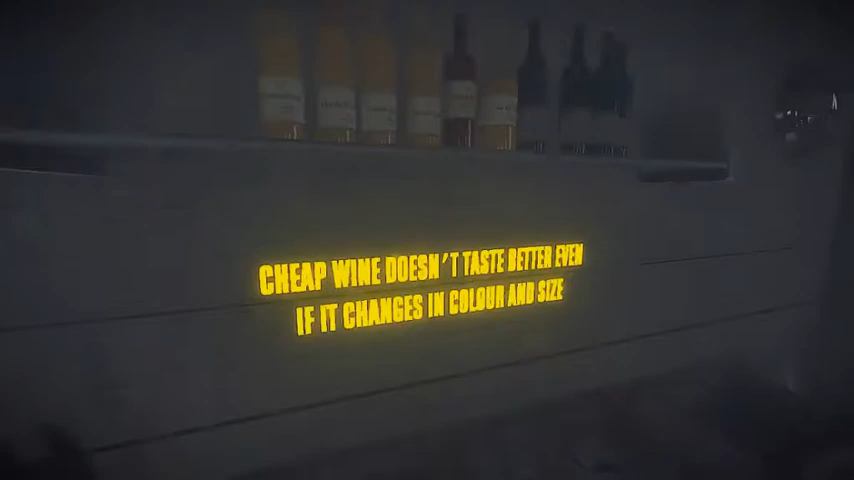 CHEAP WINE DOESN'T TASTE BETTER EVEN
IF IT CHANGES IN COLOUR AND SIZE